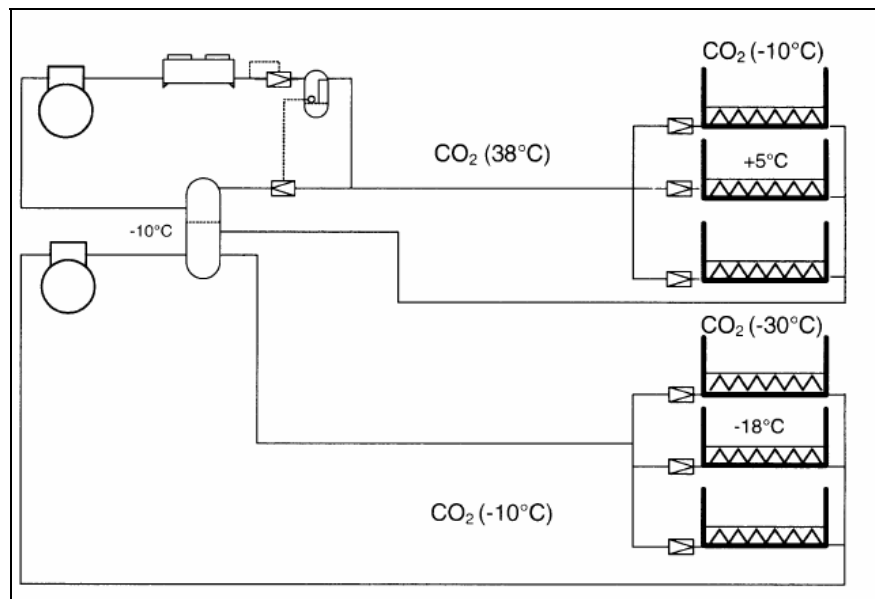 CO₂ (-10°C)
CO₂ (38°C)
+5°C
-10°C
CO₂ (-30°C)
-18°C
CO₂ (-10°C)